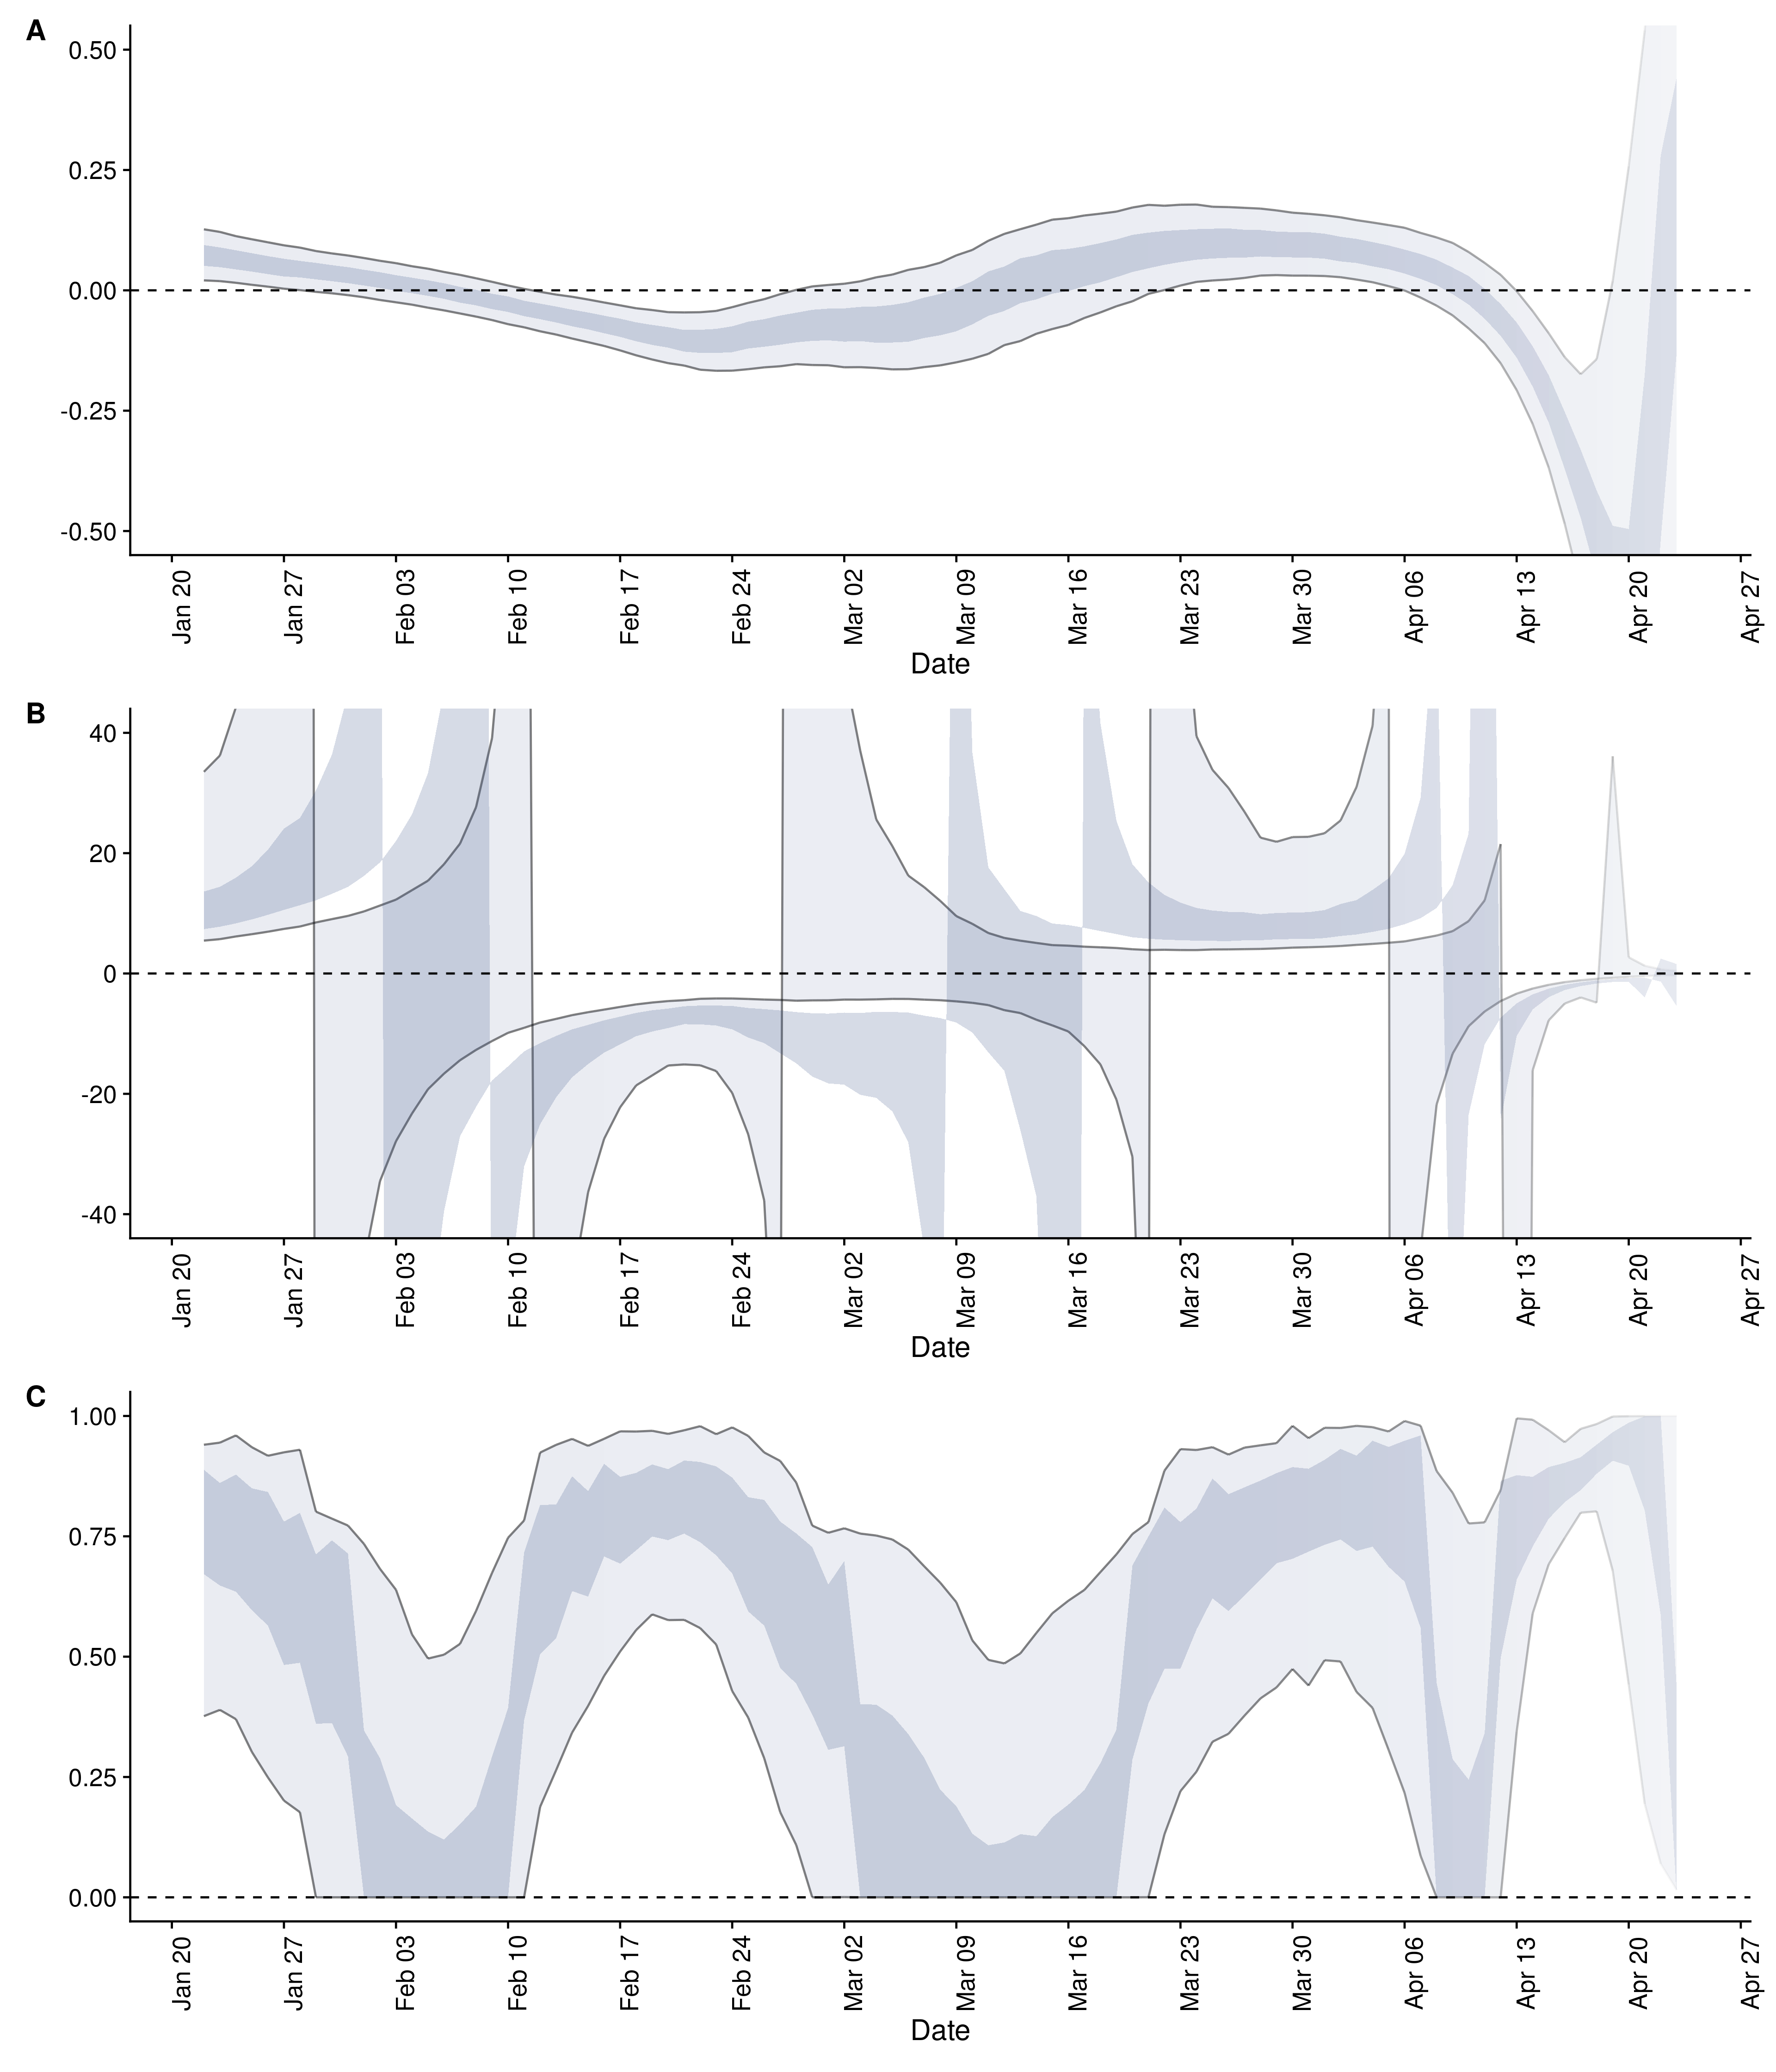 A
0.50
0.25
0.00
-0.25
-0.50
Jan 20
Jan 27
Feb 03
Feb 10
Feb 17
Feb 24
Mar 02
Mar 09
Mar 16
Mar 23
Mar 30
Apr 06
Apr 13
Apr 20
Apr 27
Date
B
40
20
0
-20
-40
Jan 20
Jan 27
Feb 03
Feb 10
Feb 17
Feb 24
Mar 02
Mar 09
Mar 16
Mar 23
Mar 30
Apr 06
Apr 13
Apr 20
Apr 27
Date
C
1.00
0.75
0.50
0.25
0.00
Jan 20
Jan 27
Feb 03
Feb 10
Feb 17
Feb 24
Mar 02
Mar 09
Mar 16
Mar 23
Mar 30
Apr 06
Apr 13
Apr 20
Apr 27
Date